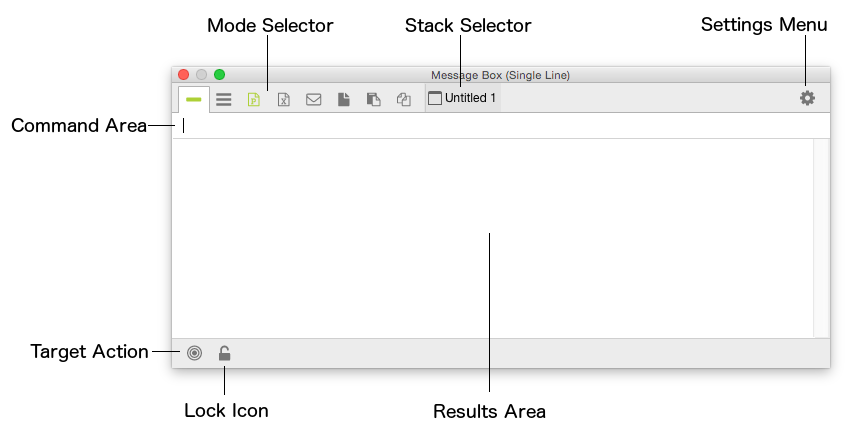 Mode Selector
Stack Selector
Settings Menu
Message Box (Single Line)
Untitled 1
Command Area
Target Action
Lock Icon
Results Area